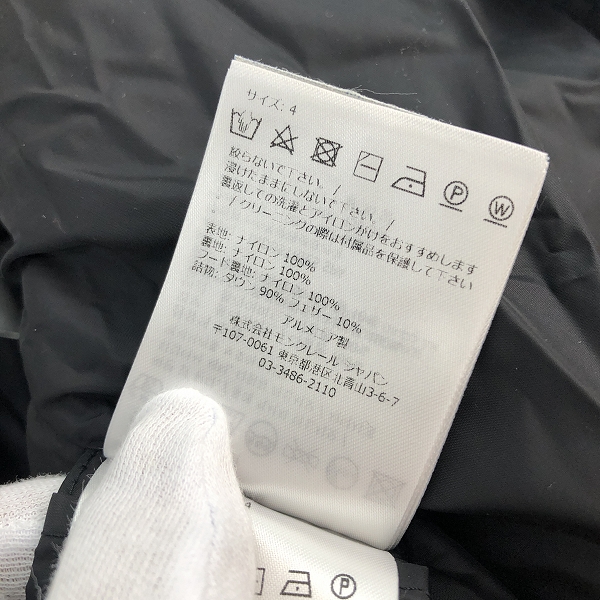 サイズ: 4
P W
絞らないで下さい。/
浸けたままにしないで下さい。/
裏返しての洗濯とアイロンがけをおすすめします
。/ クリーニングの際は付属品を保護して下さい
表地: ナイロン 100%
裏地: ナイロン 100%
フード裏地: ナイロン 100%
詰物: ダウン 90% フェザー 10%
アルメニア製
株式会社モンクレール ジャパン
〒107-0061 東京都港区北青山3-6-7
03-3486-2110
4
P